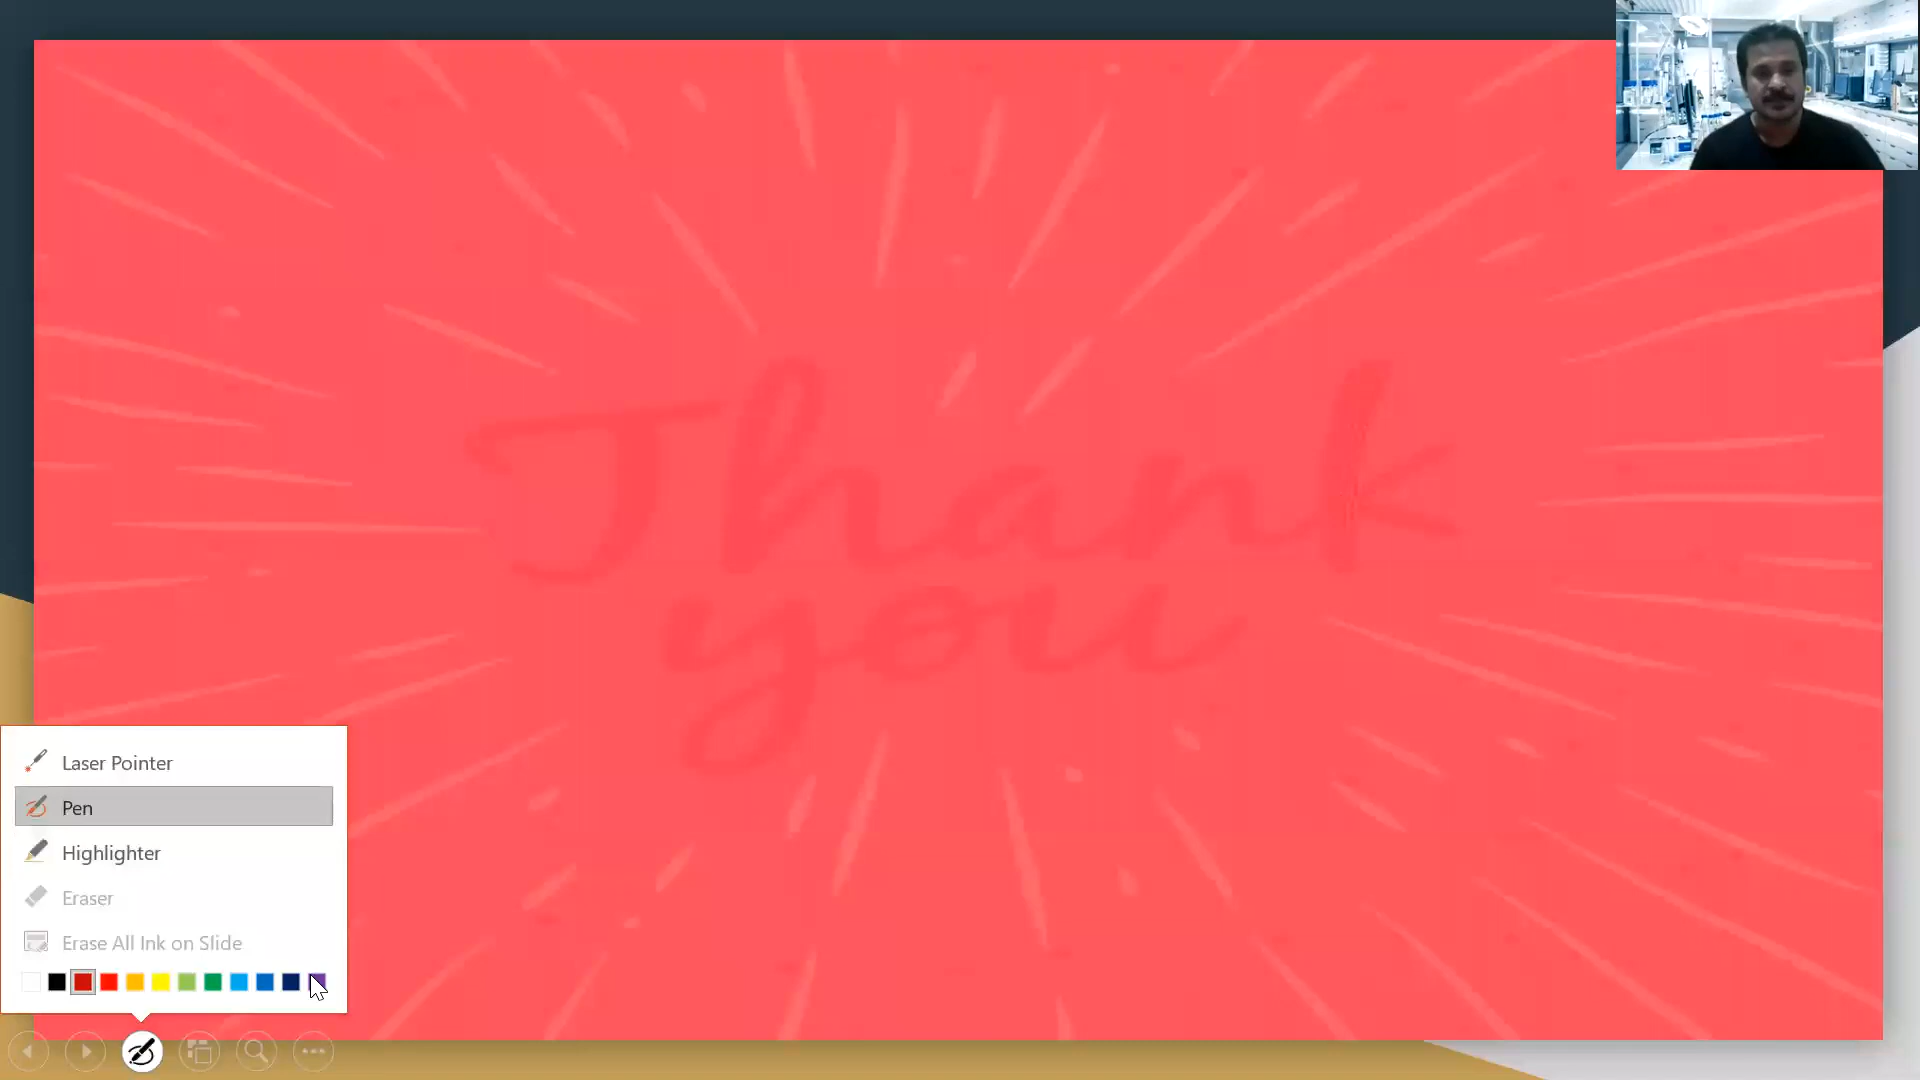 Thank
you
Laser Pointer
Pen
Highlighter
Eraser
Erase All Ink on Slide